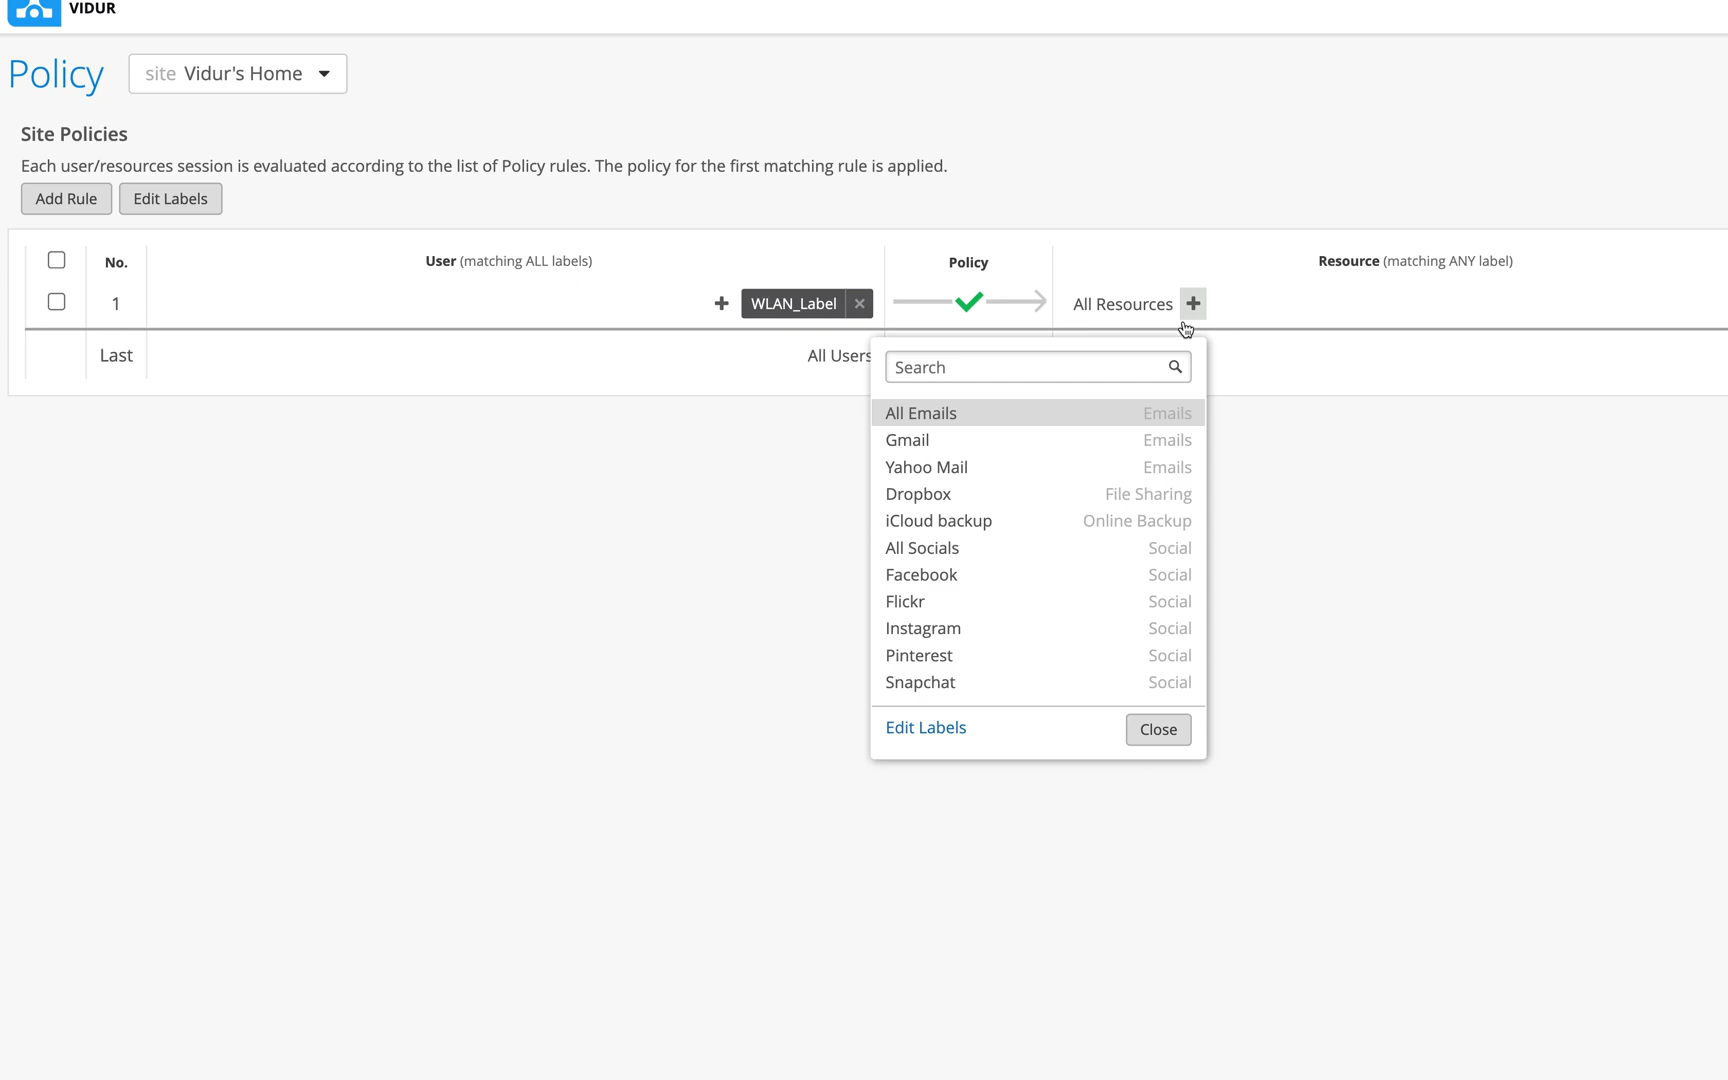 VIDUR
Policy site Vidur's Home
Site Policies
Each user/resources session is evaluated according to the list of Policy rules. The policy for the first matching rule is applied.
Add Rule Edit Labels
No. User (matching ALL labels) Policy Resource (matching ANY label)
1 + WLAN_Label × All Resources +
Last All Users
Search
All Emails Emails
Gmail Emails
Yahoo Mail Emails
Dropbox File Sharing
iCloud backup Online Backup
All Socials Social
Facebook Social
Flickr Social
Instagram Social
Pinterest Social
Snapchat Social
Edit Labels Close